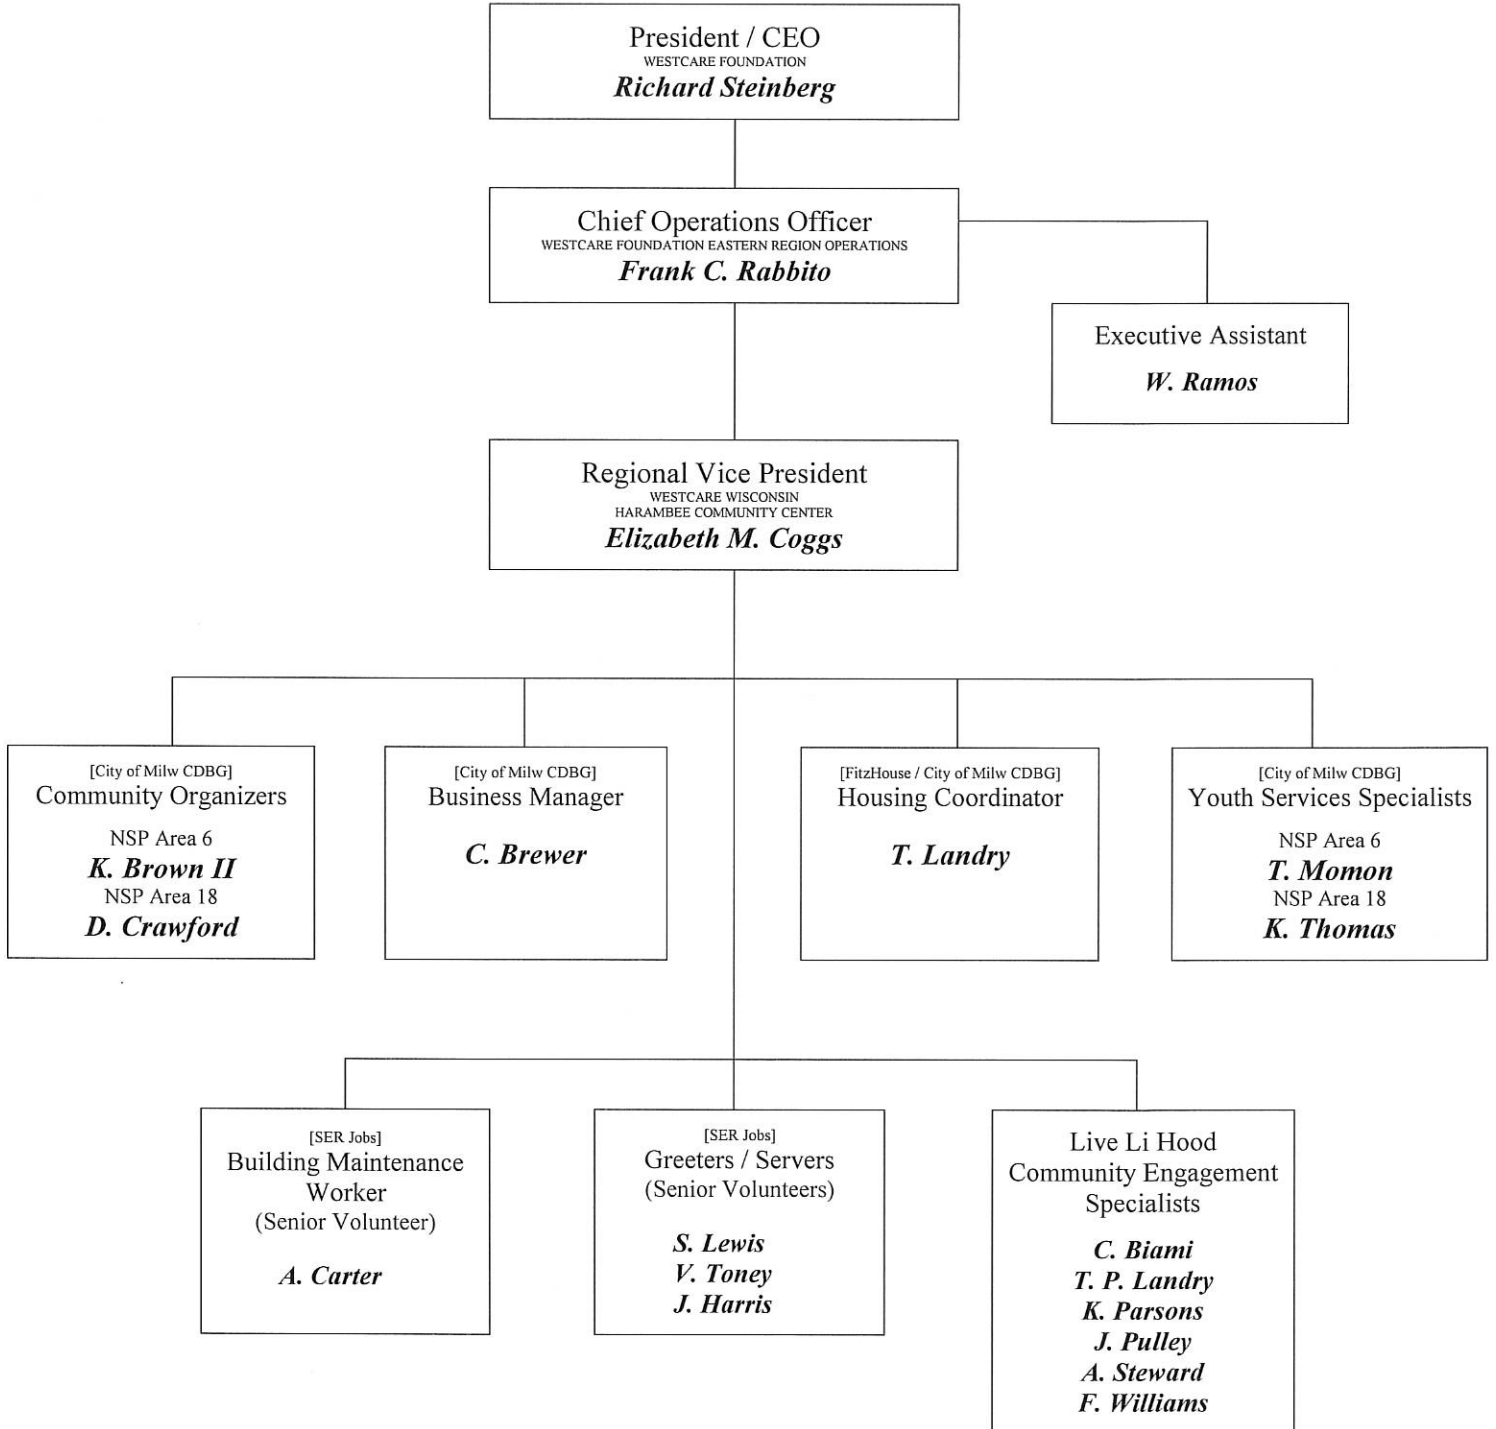 President / CEO
WESTCARE FOUNDATION
Richard Steinberg
Chief Operations Officer
WESTCARE FOUNDATION EASTERN REGION OPERATIONS
Frank C. Rabbito
Executive Assistant
W. Ramos
Regional Vice President
WESTCARE WISCONSIN
HARAMBEE COMMUNITY CENTER
Elizabeth M. Coggs
[City of Milw CDBG]
Community Organizers
NSP Area 6
K. Brown II
NSP Area 18
D. Crawford
[City of Milw CDBG]
Business Manager
C. Brewer
[FitzHouse / City of Milw CDBG]
Housing Coordinator
T. Landry
[City of Milw CDBG]
Youth Services Specialists
NSP Area 6
T. Momon
NSP Area 18
K. Thomas
[SER Jobs]
Building Maintenance
Worker
(Senior Volunteer)
A. Carter
[SER Jobs]
Greeters / Servers
(Senior Volunteers)
S. Lewis
V. Toney
J. Harris
Live Li Hood
Community Engagement
Specialists
C. Biami
T. P. Landry
K. Parsons
J. Pulley
A. Steward
F. Williams